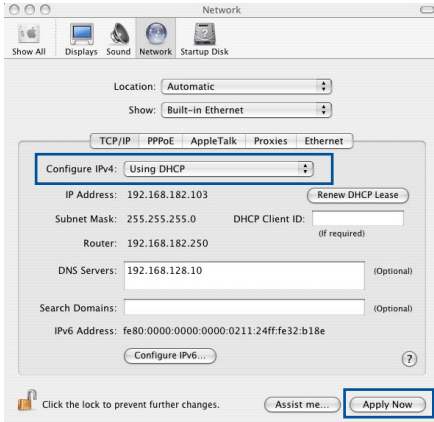 Network
Show All Displays Sound Network Startup Disk
Location: Automatic
Show: Built-in Ethernet
TCP/IP PPPoE AppleTalk Proxies Ethernet
Configure IPv4: Using DHCP
IP Address: 192.168.182.103 Renew DHCP Lease
Subnet Mask: 255.255.255.0 DHCP Client ID:
(If required)
Router: 192.168.182.250
DNS Servers: 192.168.128.10 (Optional)
Search Domains: (Optional)
IPv6 Address: fe80:0000:0000:0000:0211:24ff:fe32:b18e
Configure IPv6... ?
Click the lock to prevent further changes. Assist me... Apply Now